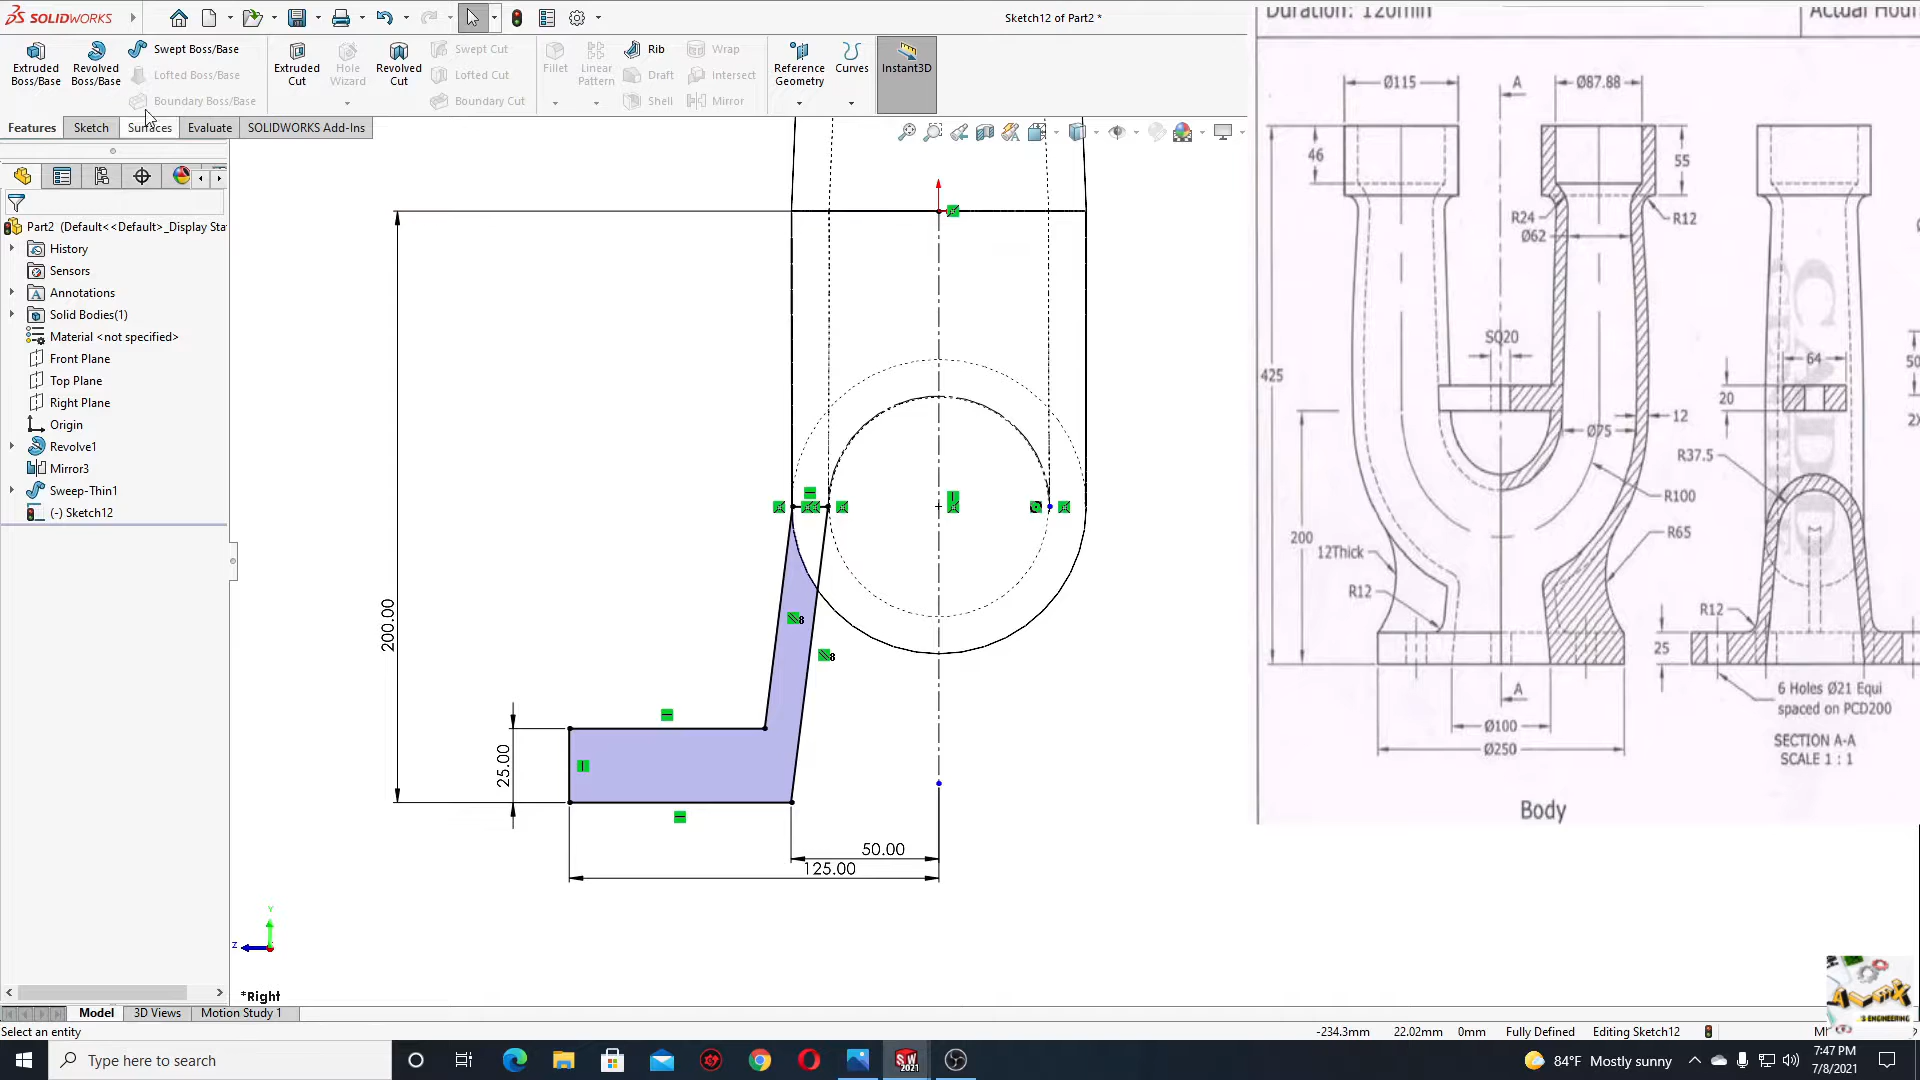 SOLIDWORKS
Sketch12 of Part2 *
Extruded
Boss/Base
Revolved
Boss/Base
Swept Boss/Base
Lofted Boss/Base
Boundary Boss/Base
Extruded
Cut
Hole
Wizard
Revolved
Cut
Swept Cut
Lofted Cut
Boundary Cut
Fillet
Linear
Pattern
Rib
Draft
Shell
Wrap
Intersect
Mirror
Reference
Geometry
Curves
Instant3D
Features
Sketch
Surfaces
Evaluate
SOLIDWORKS Add-Ins
Part2 (Default<<Default>_Display Sta
History
Sensors
Annotations
Solid Bodies(1)
Material <not specified>
Front Plane
Top Plane
Right Plane
Origin
Revolve1
Mirror3
Sweep-Thin1
(-) Sketch12
200.00
25.00
50.00
125.00
8
8
Y
Z
*Right
Duration: 120min
Actual Hour
Ø115
A
Ø87.88
46
55
R24
Ø62
R12
SQ20
64
50
425
20
12
2X
Ø75
R37.5
R100
200
12Thick
R65
R12
R12
25
A
6 Holes Ø21 Equi
spaced on PCD200
Ø100
Ø250
SECTION A-A
SCALE 1 : 1
CADD
Body
Model
3D Views
Motion Study 1
Select an entity
-234.3mm
22.02mm
0mm
Fully Defined
Editing Sketch12
'S ENGINEERING
Type here to search
SW
2021
84°F Mostly sunny
7:47 PM
7/8/2021